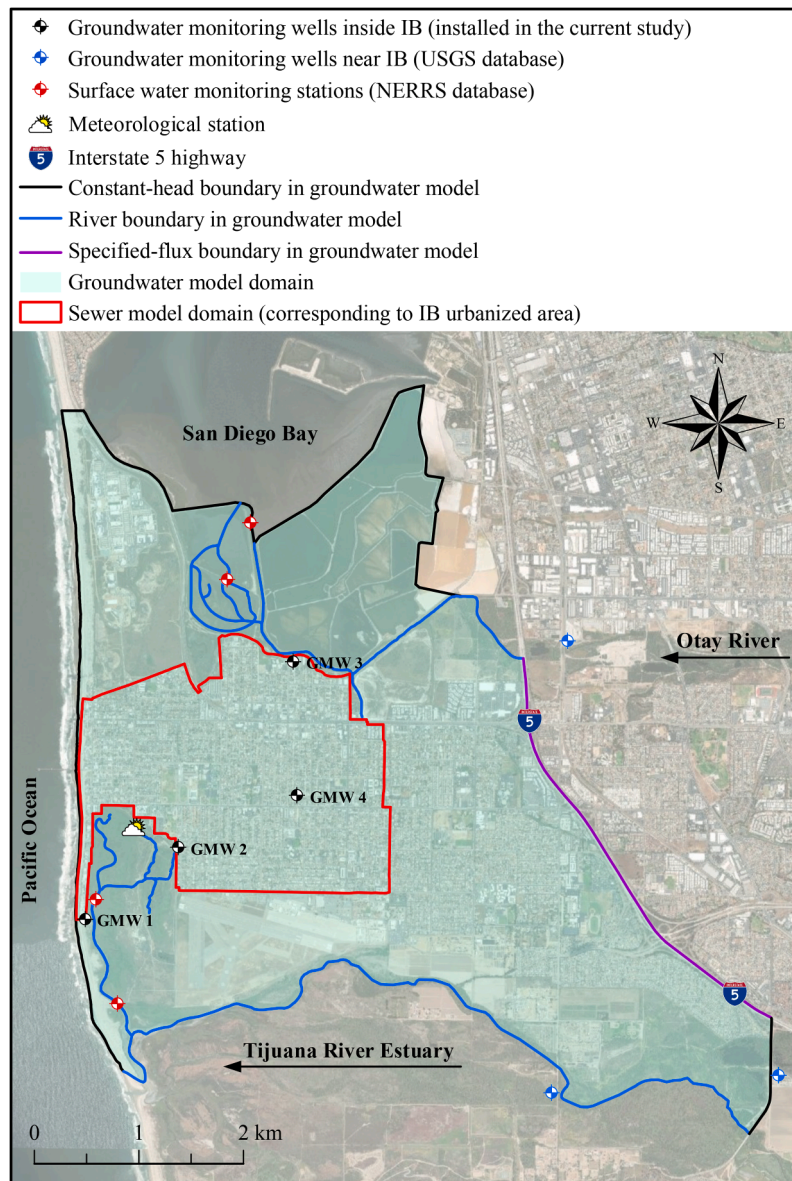 Groundwater monitoring wells inside IB (installed in the current study)
Groundwater monitoring wells near IB (USGS database)
Surface water monitoring stations (NERRS database)
Meteorological station
5 Interstate 5 highway
Constant-head boundary in groundwater model
River boundary in groundwater model
Specified-flux boundary in groundwater model
Groundwater model domain
Sewer model domain (corresponding to IB urbanized area)
N
W E
S
San Diego Bay
Otay River
GMW 3
5
GMW 4
GMW 2
Pacific Ocean
GMW 1
5
Tijuana River Estuary
0 1 2 km